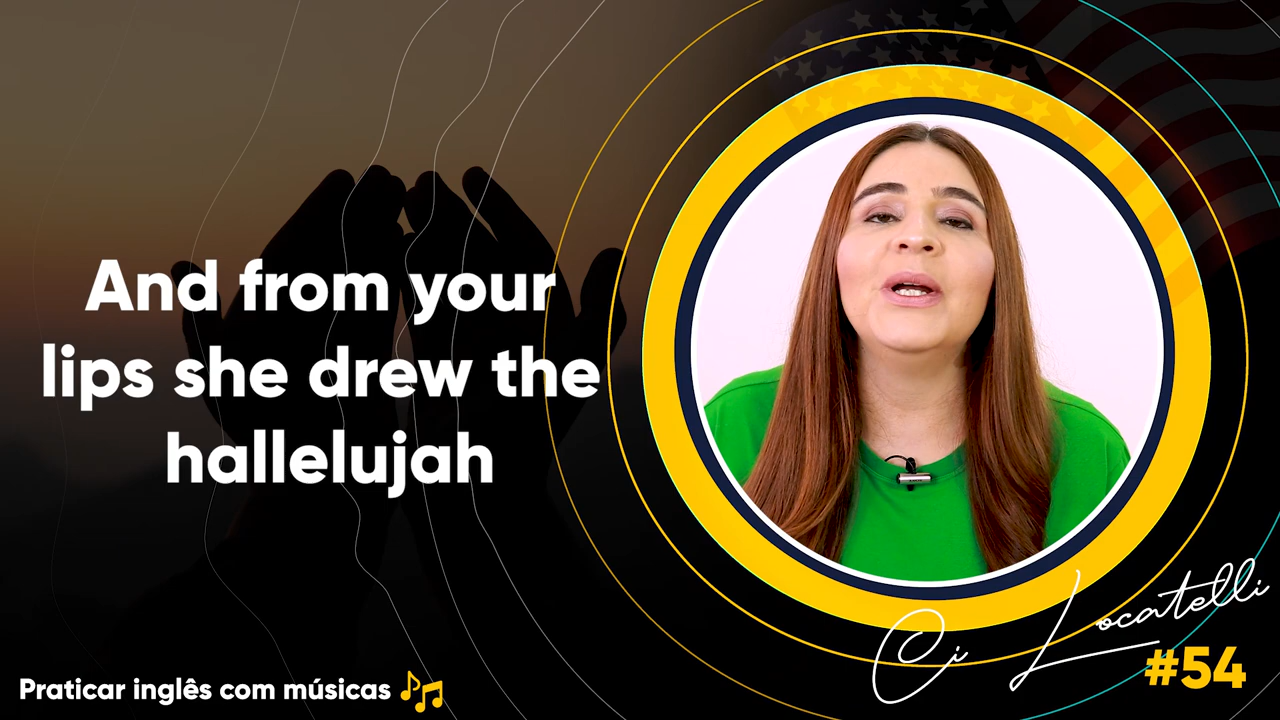 And from your
lips she drew the
hallelujah
Ci Locatelli
#54
Praticar inglês com músicas